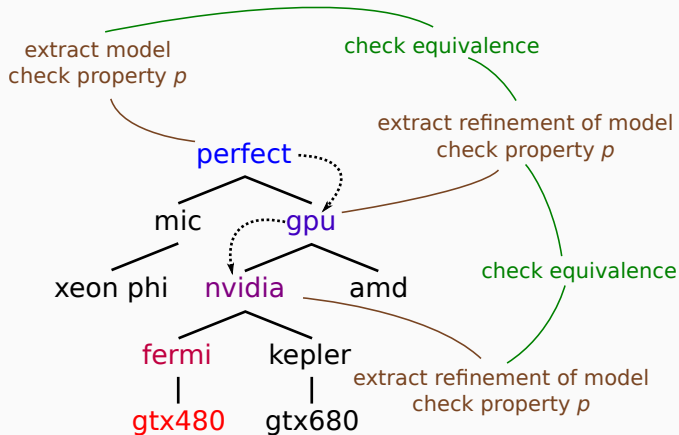 extract model
check property p
check equivalence
extract refinement of model
check property p
perfect
mic
gpu
check equivalence
xeon phi
nvidia
amd
fermi
kepler
extract refinement of model
check property p
gtx480
gtx680